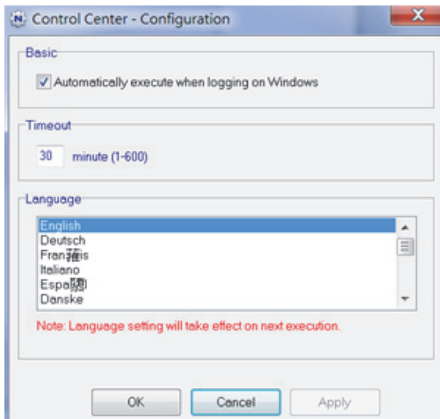 Control Center - Configuration
Basic
Automatically execute when logging on Windows
Timeout
30 minute (1-600)
Language
English
Deutsch
Italiano
Danske
Note: Language setting will take effect on next execution.
OK
Cancel
Apply